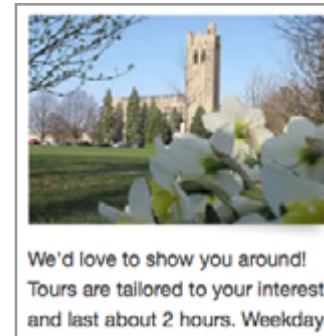 We'd love to show you around!
Tours are tailored to your interest
and last about 2 hours. Weekday